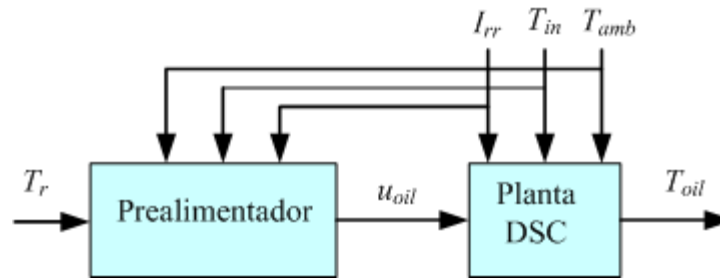 I_rr T_in T_amb
T_r Prealimentador u_oil Planta DSC T_oil